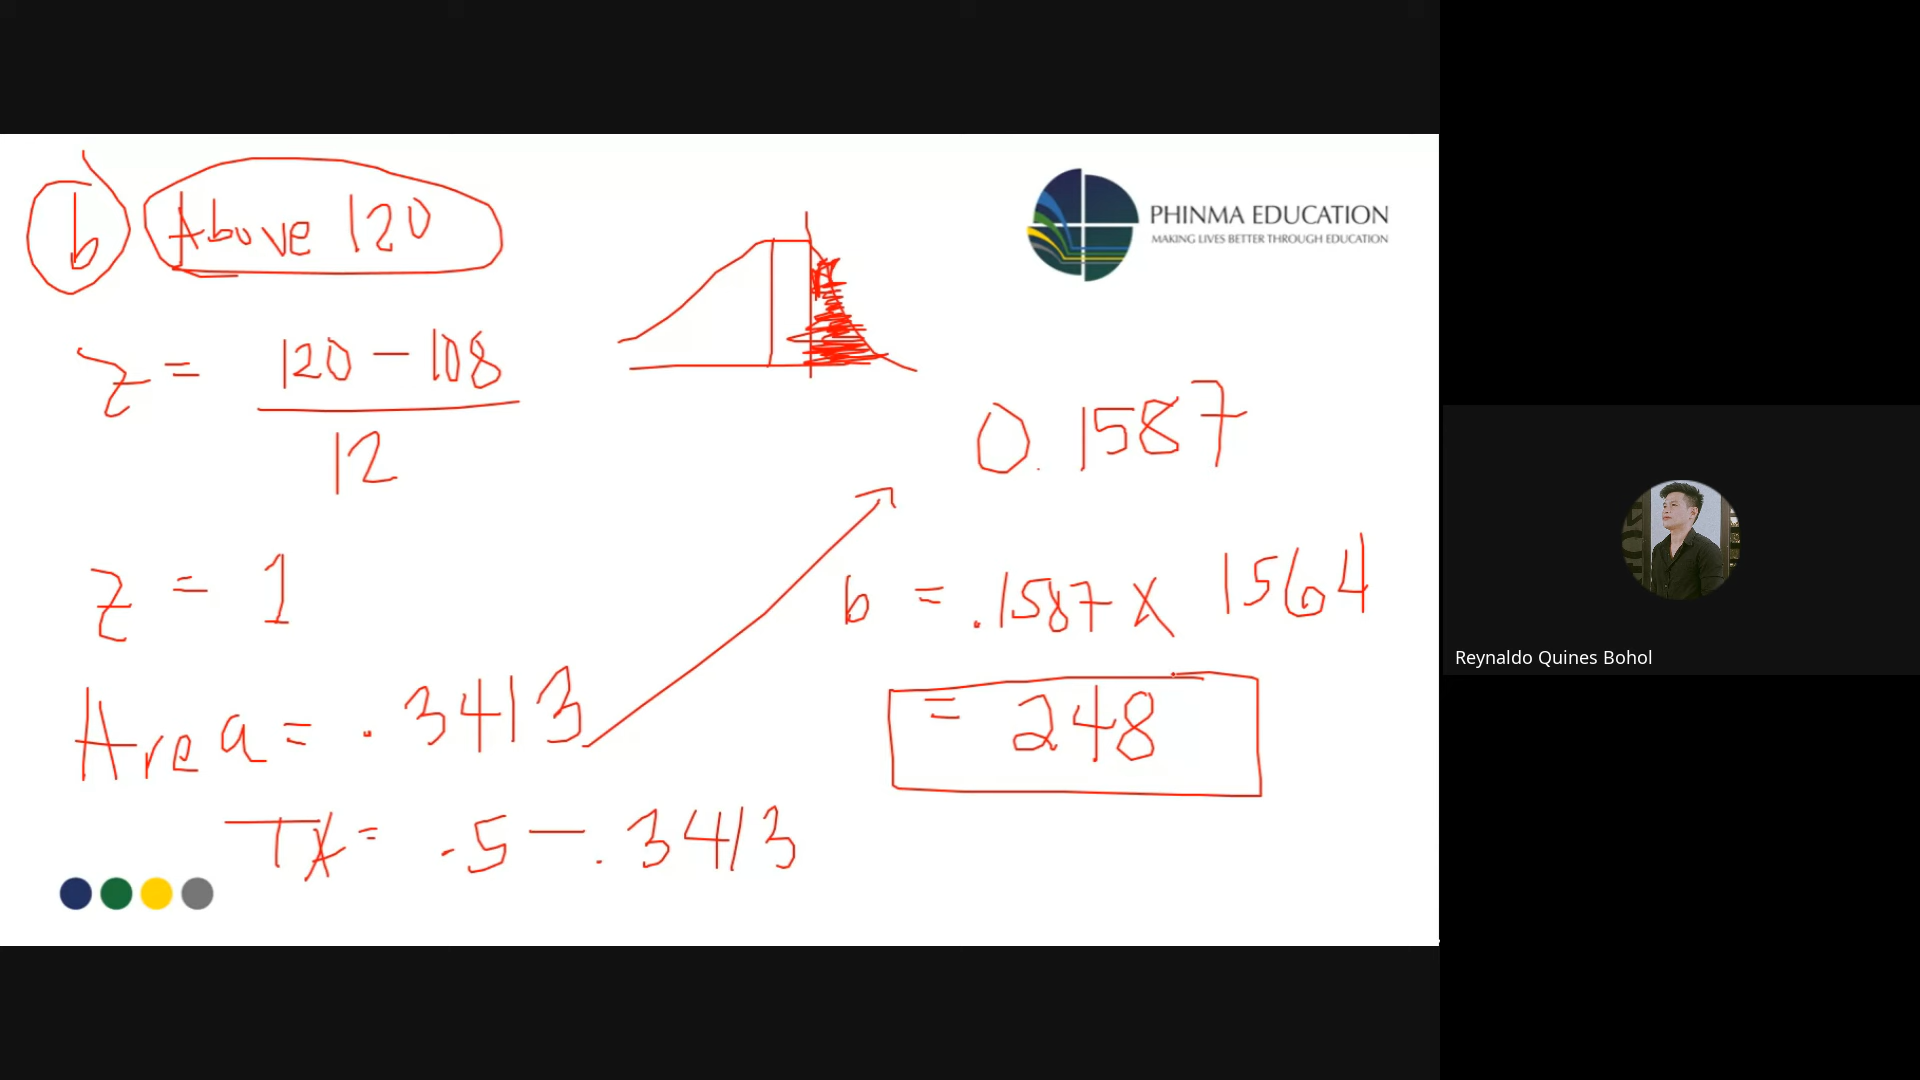 b Above 120
PHINMA EDUCATION
MAKING LIVES BETTER THROUGH EDUCATION
z = 120 - 108
12
0.1587
z = 1
b = .1587 x 1564
= 248
Area = .3413
= .5 - .3413
Reynaldo Quines Bohol